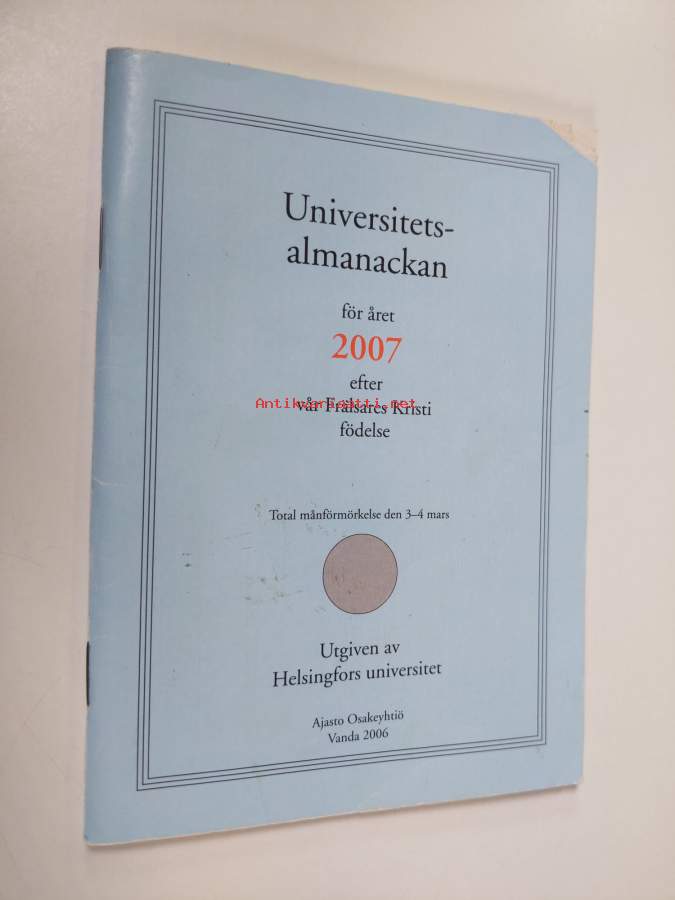 Universitets-
almanackan
för året
2007
efter
vår Frälsares Kristi
Antikvariaatti.net
födelse
Total månförmörkelse den 3–4 mars
Utgiven av
Helsingfors universitet
Ajasto Osakeyhtiö
Vanda 2006